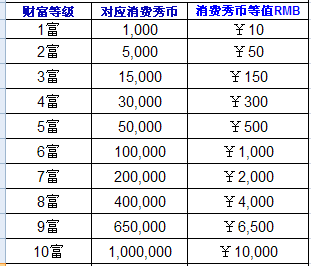 财富等级 对应消费秀币 消费秀币等值RMB
1富 1,000 ￥10
2富 5,000 ￥50
3富 15,000 ￥150
4富 30,000 ￥300
5富 50,000 ￥500
6富 100,000 ￥1,000
7富 200,000 ￥2,000
8富 400,000 ￥4,000
9富 650,000 ￥6,500
10富 1,000,000 ￥10,000